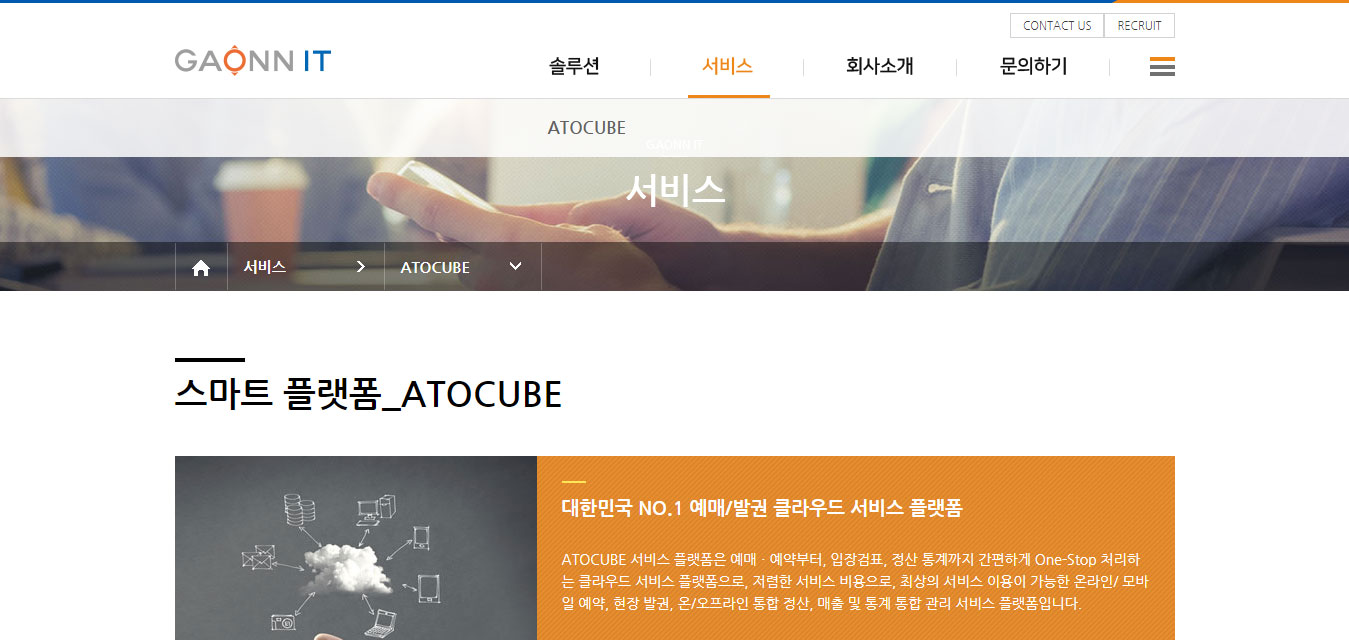 CONTACT US
RECRUIT
GAONN IT
솔루션
서비스
회사소개
문의하기
ATOCUBE
GAONN IT
서비스
서비스
ATOCUBE
스마트 플랫폼_ATOCUBE
대한민국 NO.1 예매/발권 클라우드 서비스 플랫폼
ATOCUBE 서비스 플랫폼은 예매 · 예약부터, 입장검표, 정산 통계까지 간편하게 One-Stop 처리하
는 클라우드 서비스 플랫폼으로, 저렴한 서비스 비용으로, 최상의 서비스 이용이 가능한 온라인/ 모바
일 예약, 현장 발권, 온/오프라인 통합 정산, 매출 및 통계 통합 관리 서비스 플랫폼입니다.